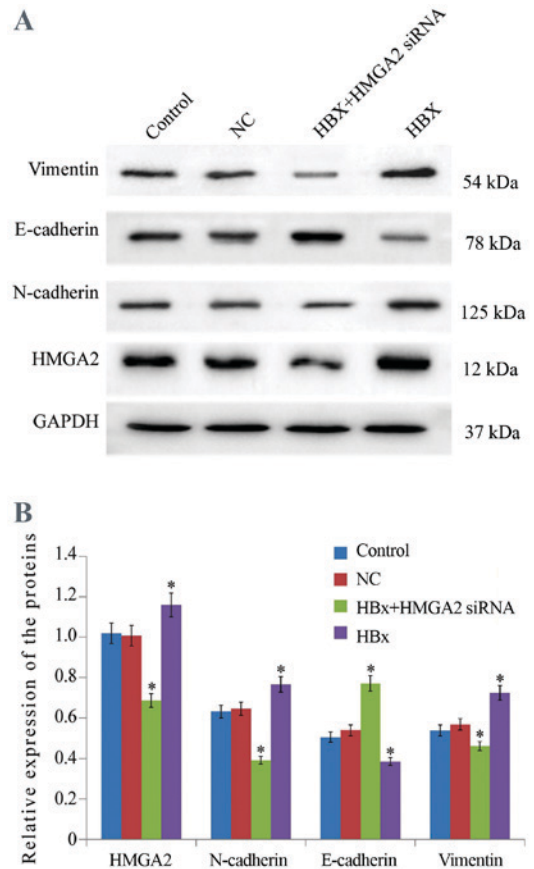 A
Control NC HBX+HMGA2 siRNA HBX
Vimentin 54 kDa
E-cadherin 78 kDa
N-cadherin 125 kDa
HMGA2 12 kDa
GAPDH 37 kDa
B
Relative expression of the proteins
1.4
1.2
1.0
0.8
0.6
0.4
0.2
0
Control
NC
HBx+HMGA2 siRNA
HBx
* * * * * * * *
HMGA2 N-cadherin E-cadherin Vimentin